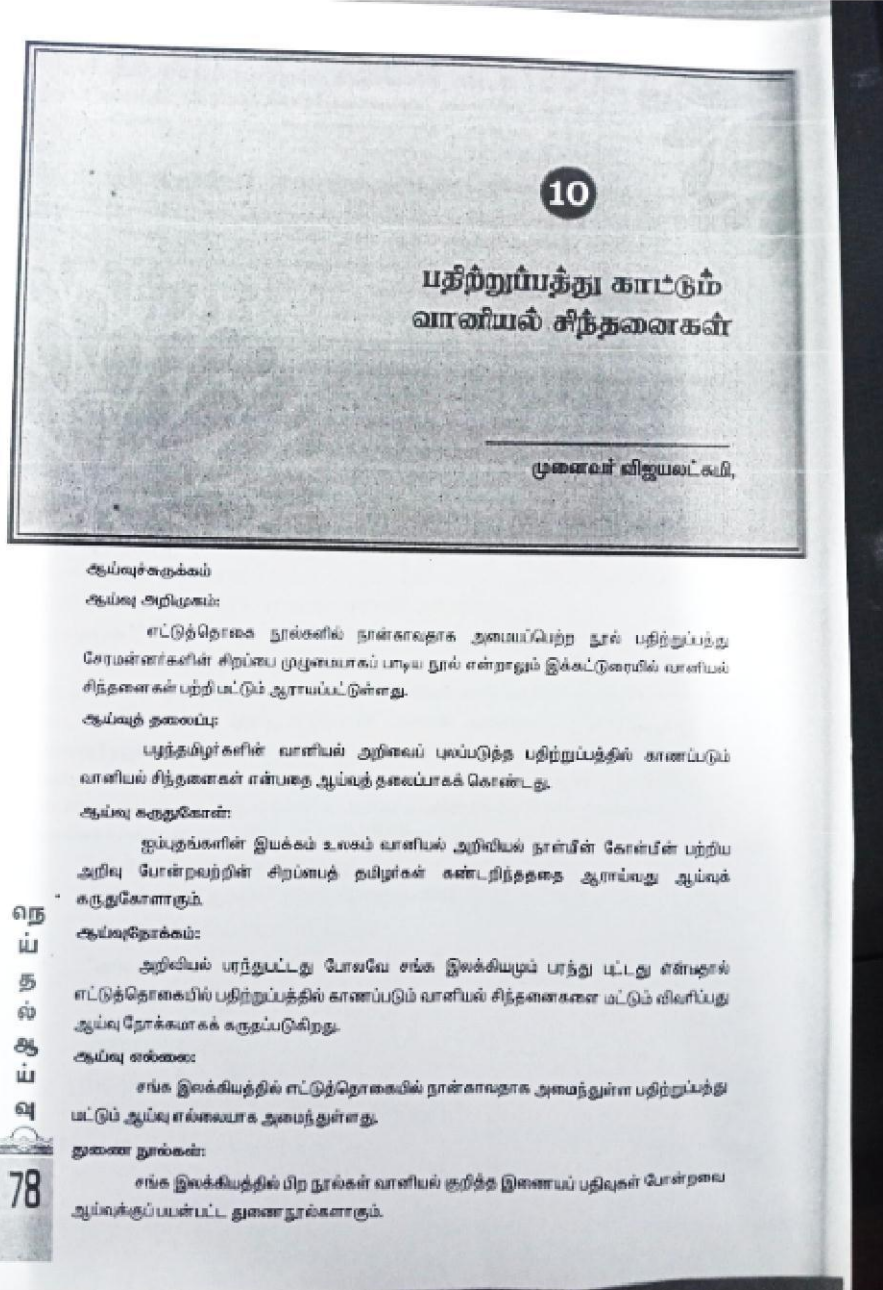 10
பதிற்றுப்பத்து காட்டும்
வானியல் சிந்தனைகள்
முனைவர் விஜயலட்சுமி,
ஆய்வுச்சுருக்கம்
ஆய்வு அறிமுகம்:
எட்டுத்தொகை நூல்களில் நான்காவதாக அமையப்பெற்ற நூல் பதிற்றுப்பத்து
சேரமன்னர்களின் சிறப்பை முழுமையாகப் பாடிய நூல் என்றாலும் இக்கட்டுரையில் வானியல்
சிந்தனைகள் பற்றி மட்டும் ஆராயப்பட்டுள்ளது.
ஆய்வுத் தலைப்பு:
பழந்தமிழர்களின் வானியல் அறிவைப் புலப்படுத்த பதிற்றுப்பத்தில் காணப்படும்
வானியல் சிந்தனைகள் என்பதை ஆய்வுத் தலைப்பாகக் கொண்டது.
ஆய்வு கருதுகோள்:
ஐம்புதங்களின் இயக்கம் உலகம் வானியல் அறிவியல் நாள்மீன் கோள்மீன் பற்றிய
அறிவு போன்றவற்றின் சிறப்பைத் தமிழர்கள் கண்டறிந்ததை ஆராய்வது ஆய்வுக்
கருதுகோளாகும்.
ஆய்வுநோக்கம்:
அறிவியல் பரந்துபட்டது போலவே சங்க இலக்கியமும் பரந்து பட்டது என்பதால்
எட்டுத்தொகையில் பதிற்றுப்பத்தில் காணப்படும் வானியல் சிந்தனைகளை மட்டும் விவரிப்பது
ஆய்வு நோக்கமாகக் கருதப்படுகிறது.
ஆய்வு எல்லை:
சங்க இலக்கியத்தில் எட்டுத்தொகையில் நான்காவதாக அமைந்துள்ள பதிற்றுப்பத்து
மட்டும் ஆய்வு எல்லையாக அமைந்துள்ளது.
துணை நூல்கள்:
சங்க இலக்கியத்தில் பிற நூல்கள் வானியல் குறித்த இணையப் பதிவுகள் போன்றவை
ஆய்வுக்குப் பயன்பட்ட துணைநூல்களாகும்.
நெய்தல் ஆய்வு
78